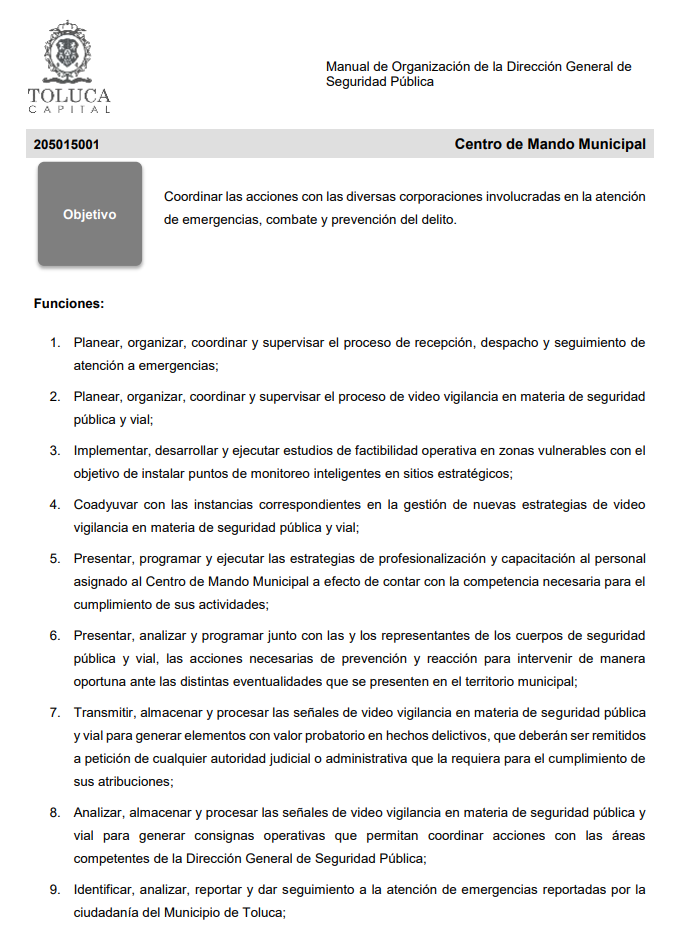 TOLUCA
CAPITAL
Manual de Organización de la Dirección General de
Seguridad Pública
205015001 Centro de Mando Municipal
Objetivo
Coordinar las acciones con las diversas corporaciones involucradas en la atención
de emergencias, combate y prevención del delito.
Funciones:
1. Planear, organizar, coordinar y supervisar el proceso de recepción, despacho y seguimiento de
atención a emergencias;
2. Planear, organizar, coordinar y supervisar el proceso de video vigilancia en materia de seguridad
pública y vial;
3. Implementar, desarrollar y ejecutar estudios de factibilidad operativa en zonas vulnerables con el
objetivo de instalar puntos de monitoreo inteligentes en sitios estratégicos;
4. Coadyuvar con las instancias correspondientes en la gestión de nuevas estrategias de video
vigilancia en materia de seguridad pública y vial;
5. Presentar, programar y ejecutar las estrategias de profesionalización y capacitación al personal
asignado al Centro de Mando Municipal a efecto de contar con la competencia necesaria para el
cumplimiento de sus actividades;
6. Presentar, analizar y programar junto con las y los representantes de los cuerpos de seguridad
pública y vial, las acciones necesarias de prevención y reacción para intervenir de manera
oportuna ante las distintas eventualidades que se presenten en el territorio municipal;
7. Transmitir, almacenar y procesar las señales de video vigilancia en materia de seguridad pública
y vial para generar elementos con valor probatorio en hechos delictivos, que deberán ser remitidos
a petición de cualquier autoridad judicial o administrativa que la requiera para el cumplimiento de
sus atribuciones;
8. Analizar, almacenar y procesar las señales de video vigilancia en materia de seguridad pública y
vial para generar consignas operativas que permitan coordinar acciones con las áreas
competentes de la Dirección General de Seguridad Pública;
9. Identificar, analizar, reportar y dar seguimiento a la atención de emergencias reportadas por la
ciudadanía del Municipio de Toluca;